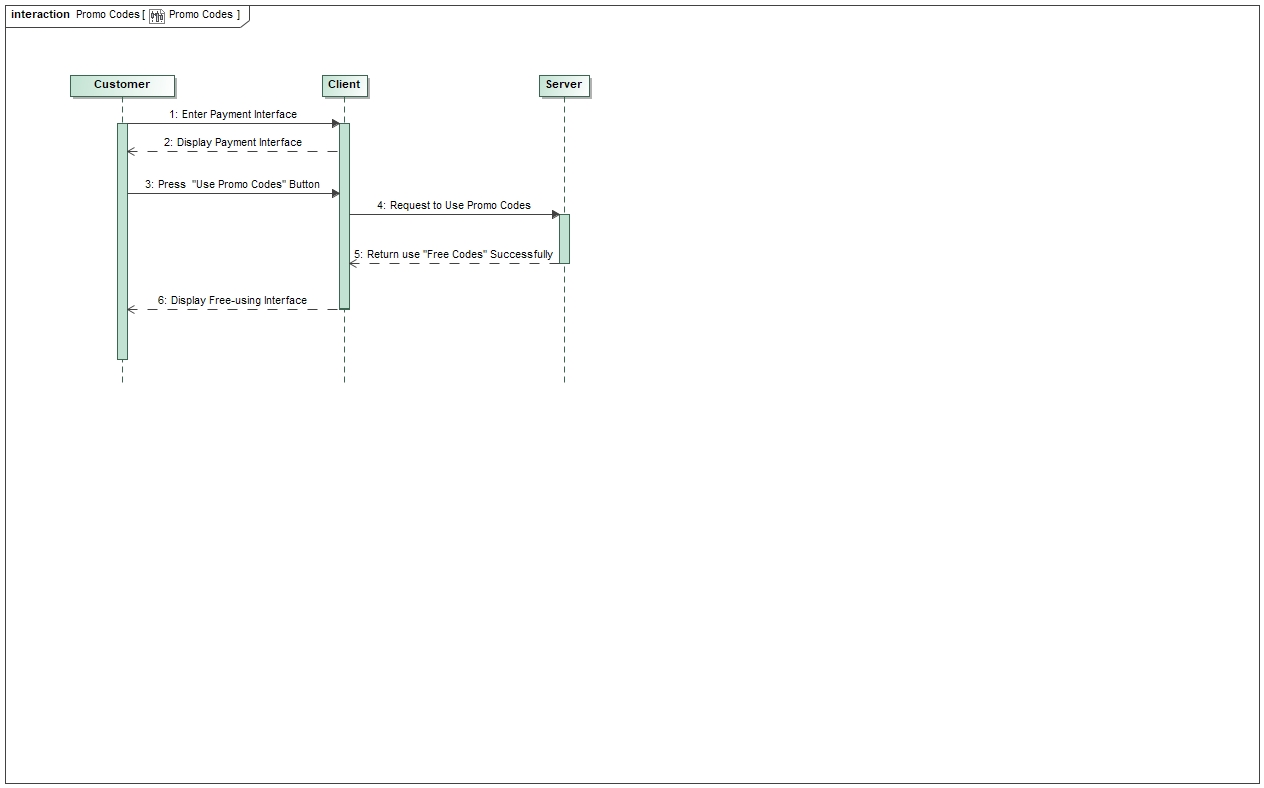 interaction Promo Codes [ Promo Codes ]
Customer
Client
Server
1: Enter Payment Interface
2: Display Payment Interface
3: Press "Use Promo Codes" Button
4: Request to Use Promo Codes
5: Return use "Free Codes" Successfully
6: Display Free-using Interface